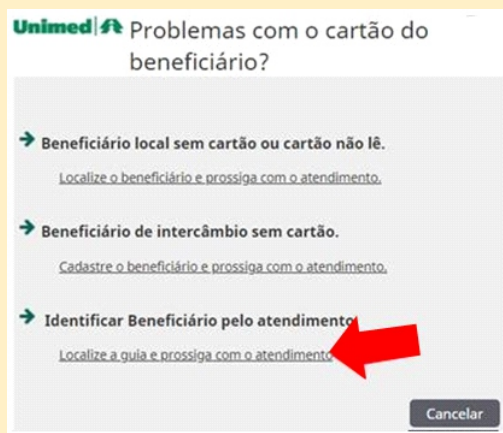 Unimed Problemas com o cartão do
beneficiário?
Beneficiário local sem cartão ou cartão não lê.
Localize o beneficiário e prossiga com o atendimento.
Beneficiário de intercâmbio sem cartão.
Cadastre o beneficiário e prossiga com o atendimento.
Identificar Beneficiário pelo atendimento
Localize a guia e prossiga com o atendimento
Cancelar